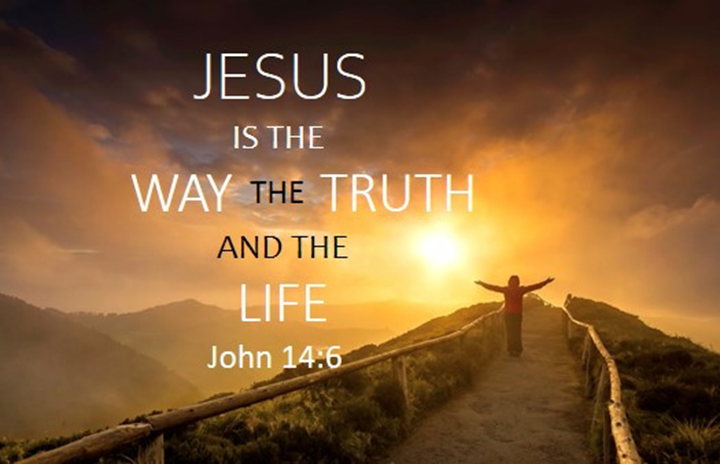 JESUS
IS THE
WAY THE TRUTH
AND THE
LIFE
John 14:6